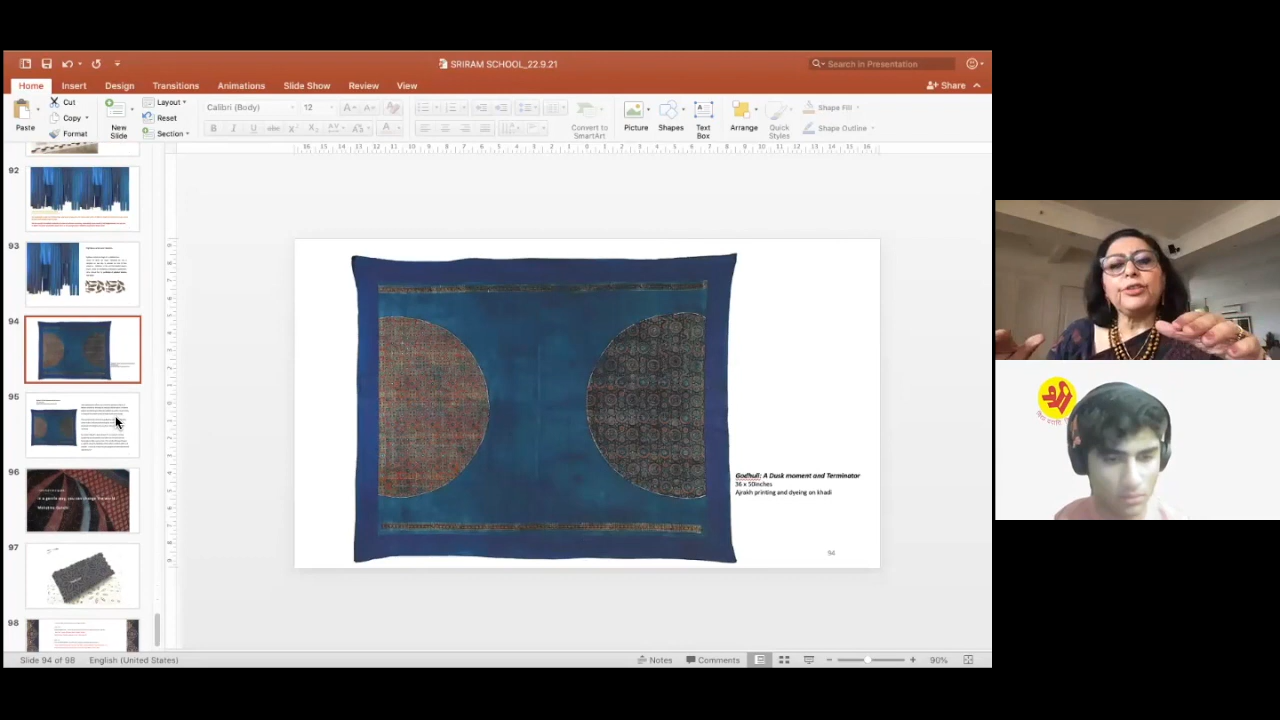 SRIRAM SCHOOL_22.9.21
Search in Presentation
Home Insert Design Transitions Animations Slide Show Review View
Share
Paste
Cut
Copy
Format
New
Slide
Layout
Reset
Section
Calibri (Body) 12
Convert to
SmartArt
Picture
Shapes
Text
Box
Arrange
Quick
Styles
Shape Fill
Shape Outline
92
93
94
95
96
97
98
Godhuli: A Dusk moment and Terminator
36 x 50inches
Ajrakh printing and dyeing on khadi
94
Slide 94 of 98 English (United States)
Notes Comments 90%